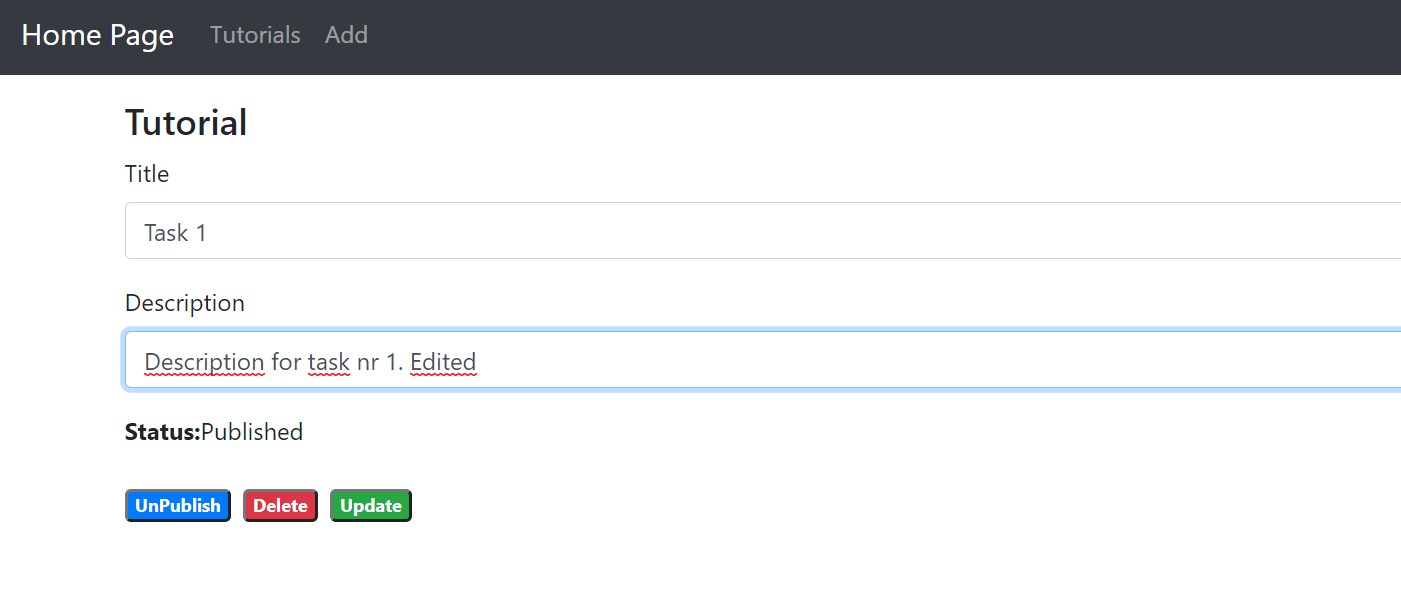 Home Page Tutorials Add
Tutorial
Title
Task 1
Description
Description for task nr 1. Edited
Status:Published
UnPublish Delete Update